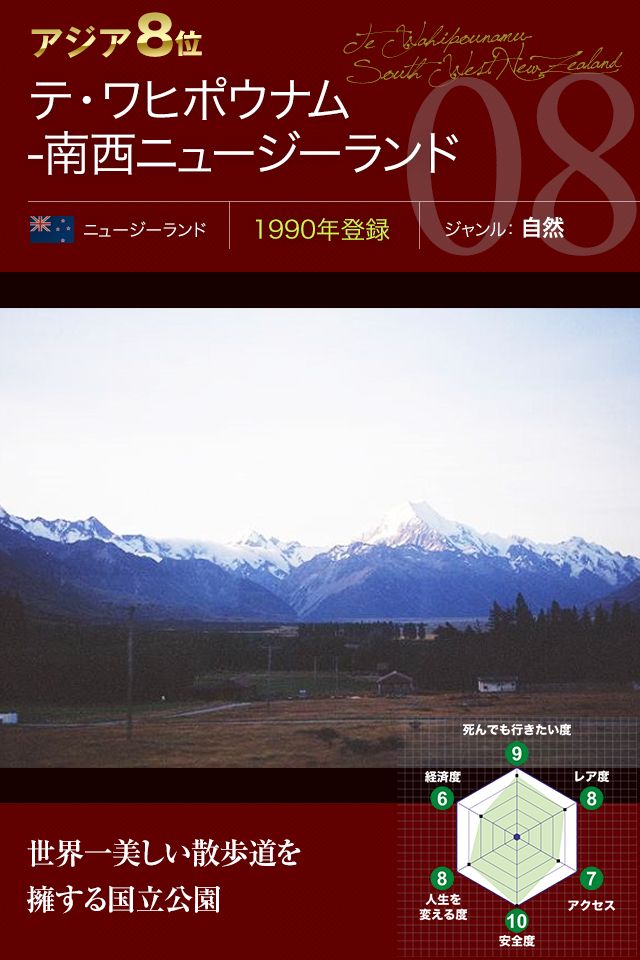 アジア8位
Te Wahipounamu
South West New Zealand
08
テ・ワヒポウナム
-南西ニュージーランド
ニュージーランド
1990年登録
ジャンル：自然
死んでも行きたい度
9
経済度
6
レア度
8
8
人生を
変える度
7
アクセス
10
安全度
世界一美しい散歩道を
擁する国立公園